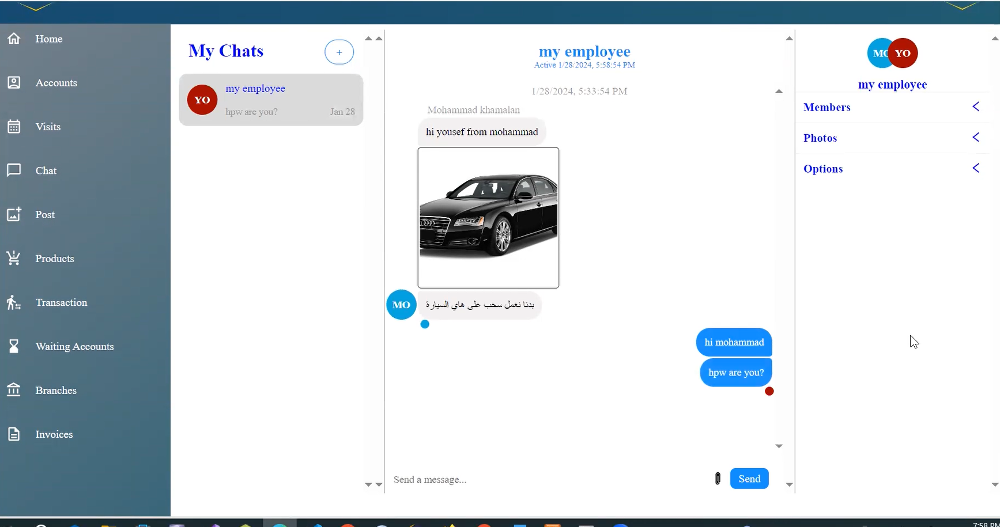 Home
Accounts
Visits
Chat
Post
Products
Transaction
Waiting Accounts
Branches
Invoices
My Chats
+
YO
my employee
hpw are you?
Jan 28
my employee
Active 1/28/2024, 5:58:54 PM
1/28/2024, 5:33:54 PM
Mohammad khamalan
hi yousef from mohammad
MO
بدنا نعمل سحب على هاي السيارة
hi mohammad
hpw are you?
Send a message...
Send
YO
my employee
Members
Photos
Options
7:58 PM